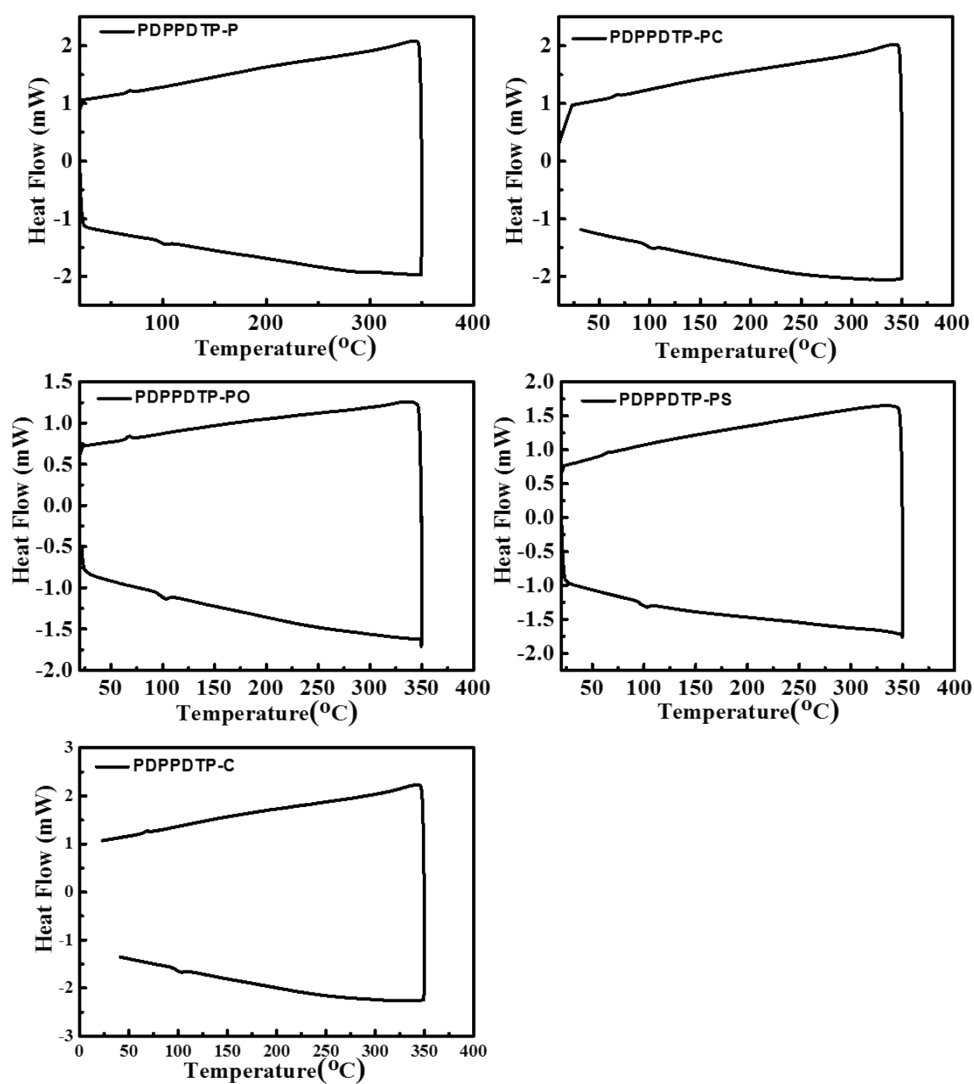 PDPPDTP-P
Heat Flow (mW)
2
1
0
-1
-2
100 200 300 400
Temperature(°C)
PDPPDTP-PC
Heat Flow (mW)
2
1
0
-1
-2
50 100 150 200 250 300 350 400
Temperature(°C)
PDPPDTP-PO
Heat Flow (mW)
1.5
1.0
0.5
0.0
-0.5
-1.0
-1.5
-2.0
50 100 150 200 250 300 350 400
Temperature(°C)
PDPPDTP-PS
Heat Flow (mW)
2.0
1.5
1.0
0.5
0.0
-0.5
-1.0
-1.5
-2.0
50 100 150 200 250 300 350 400
Temperature(°C)
PDPPDTP-C
Heat Flow (mW)
3
2
1
0
-1
-2
-3
0 50 100 150 200 250 300 350 400
Temperature(°C)